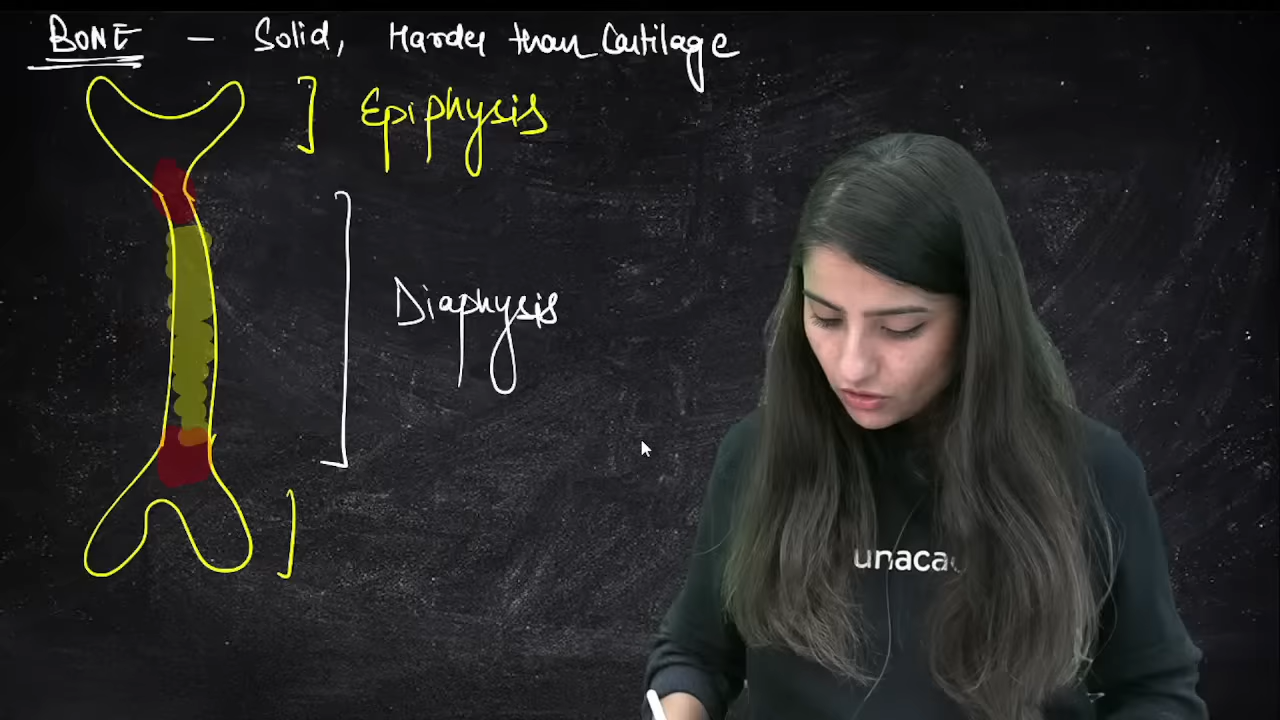 BONE - Solid, Harder than Cartilage
Epiphysis
Diaphysis
unaca